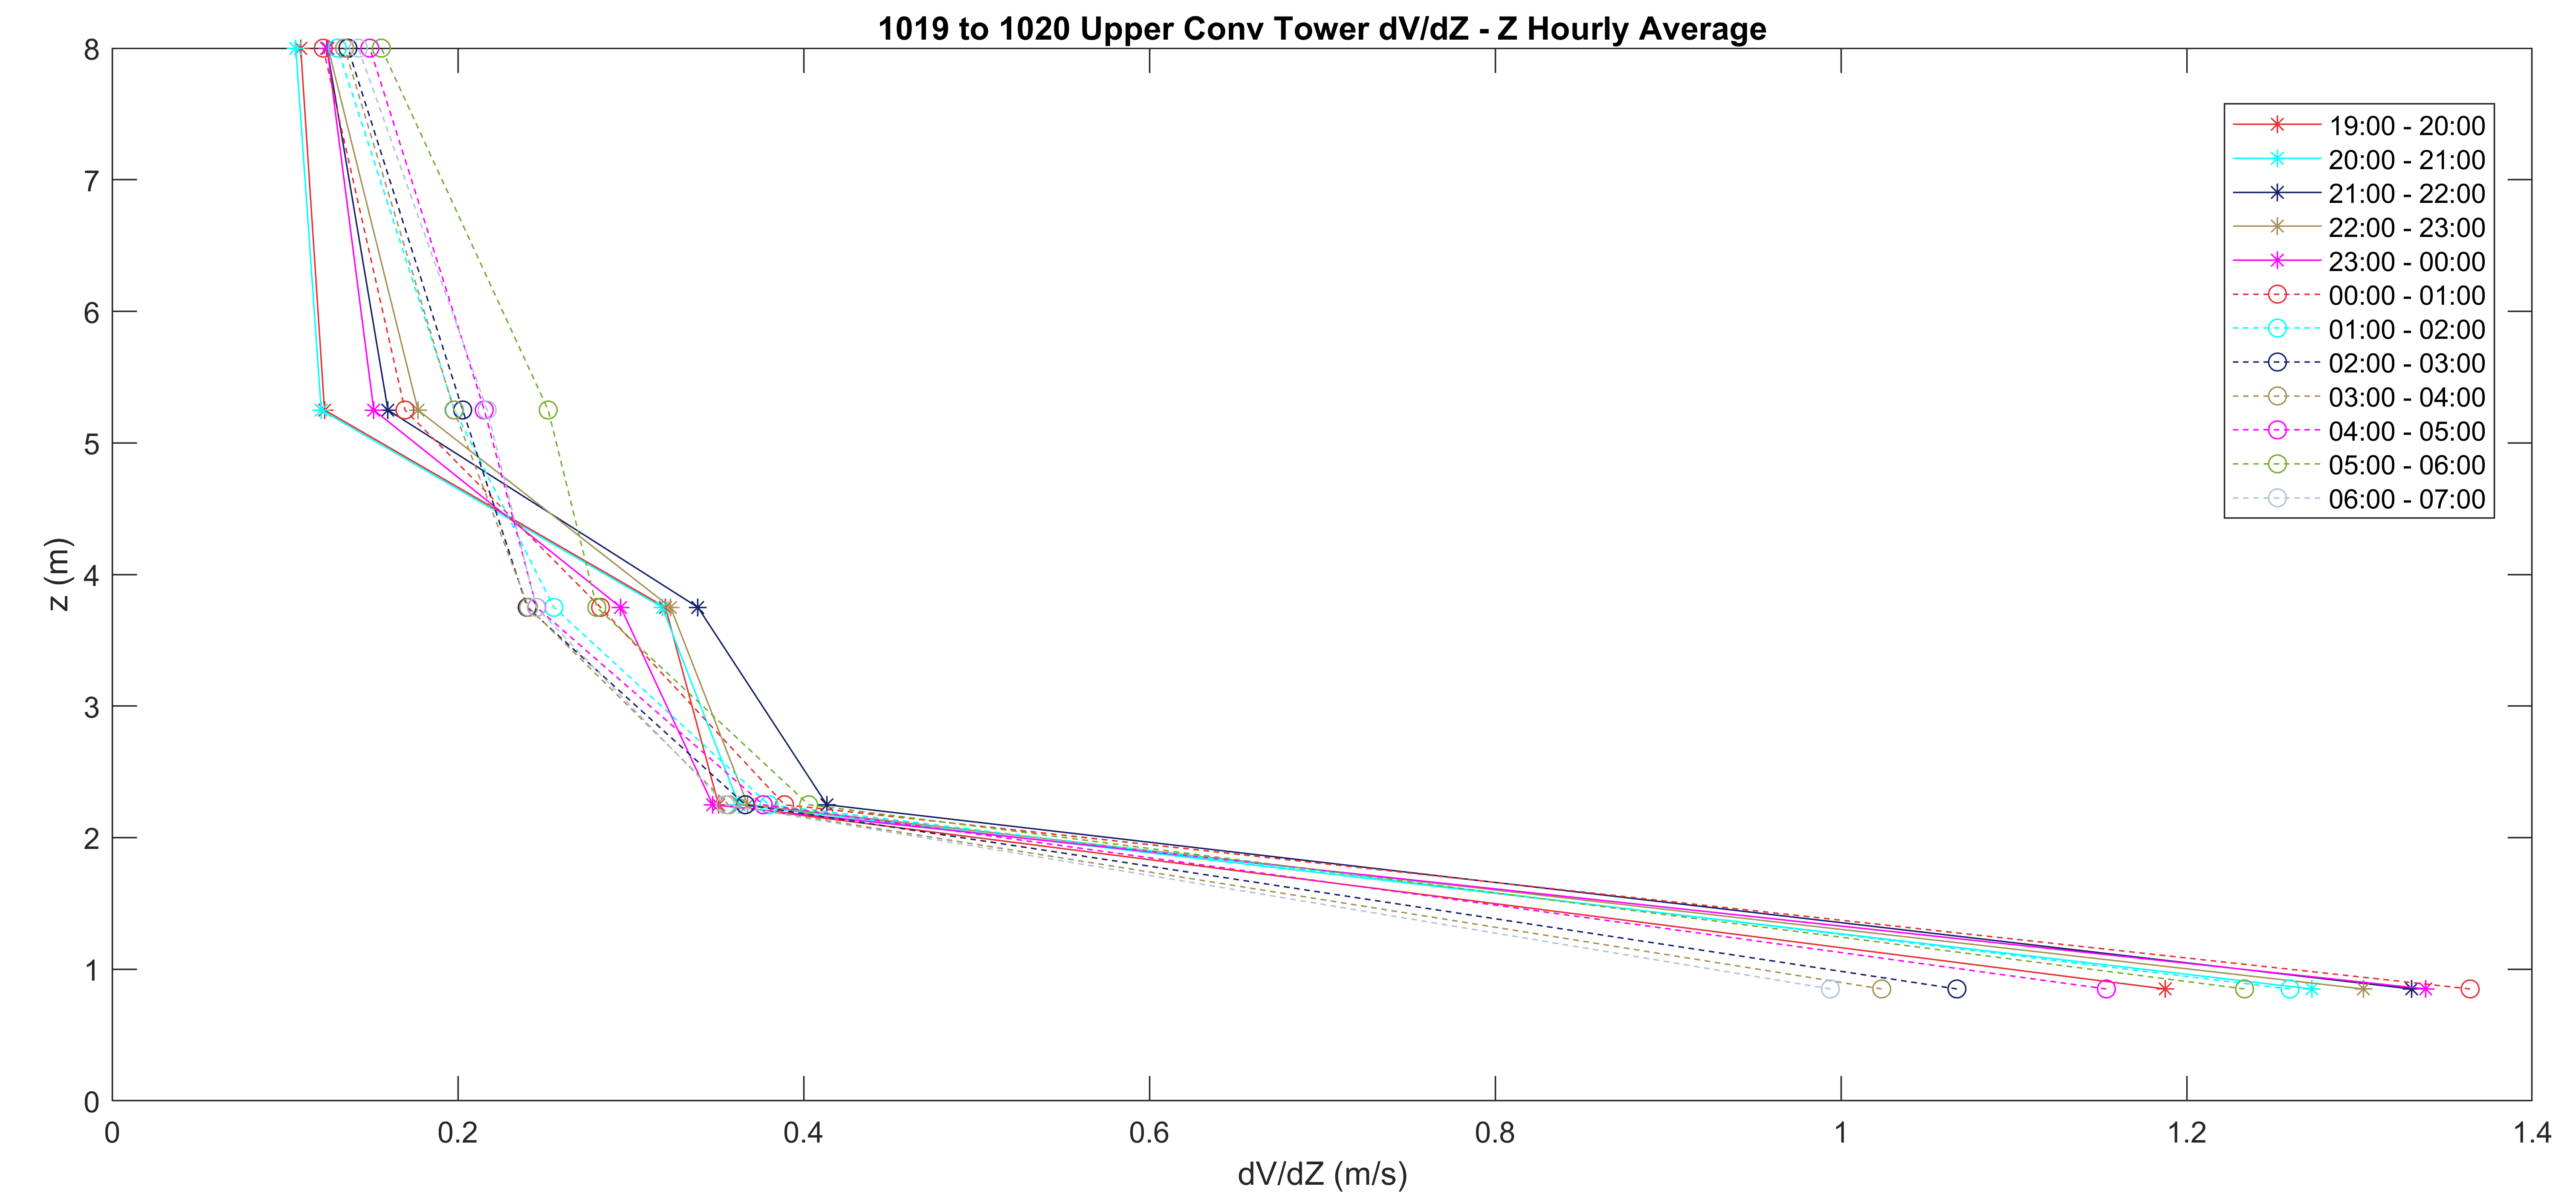 1019 to 1020 Upper Conv Tower dV/dZ - Z Hourly Average
8
7
6
5
4
3
2
1
0
z (m)
19:00 - 20:00
20:00 - 21:00
21:00 - 22:00
22:00 - 23:00
23:00 - 00:00
00:00 - 01:00
01:00 - 02:00
02:00 - 03:00
03:00 - 04:00
04:00 - 05:00
05:00 - 06:00
06:00 - 07:00
0 0.2 0.4 0.6 0.8 1 1.2 1.4
dV/dZ (m/s)